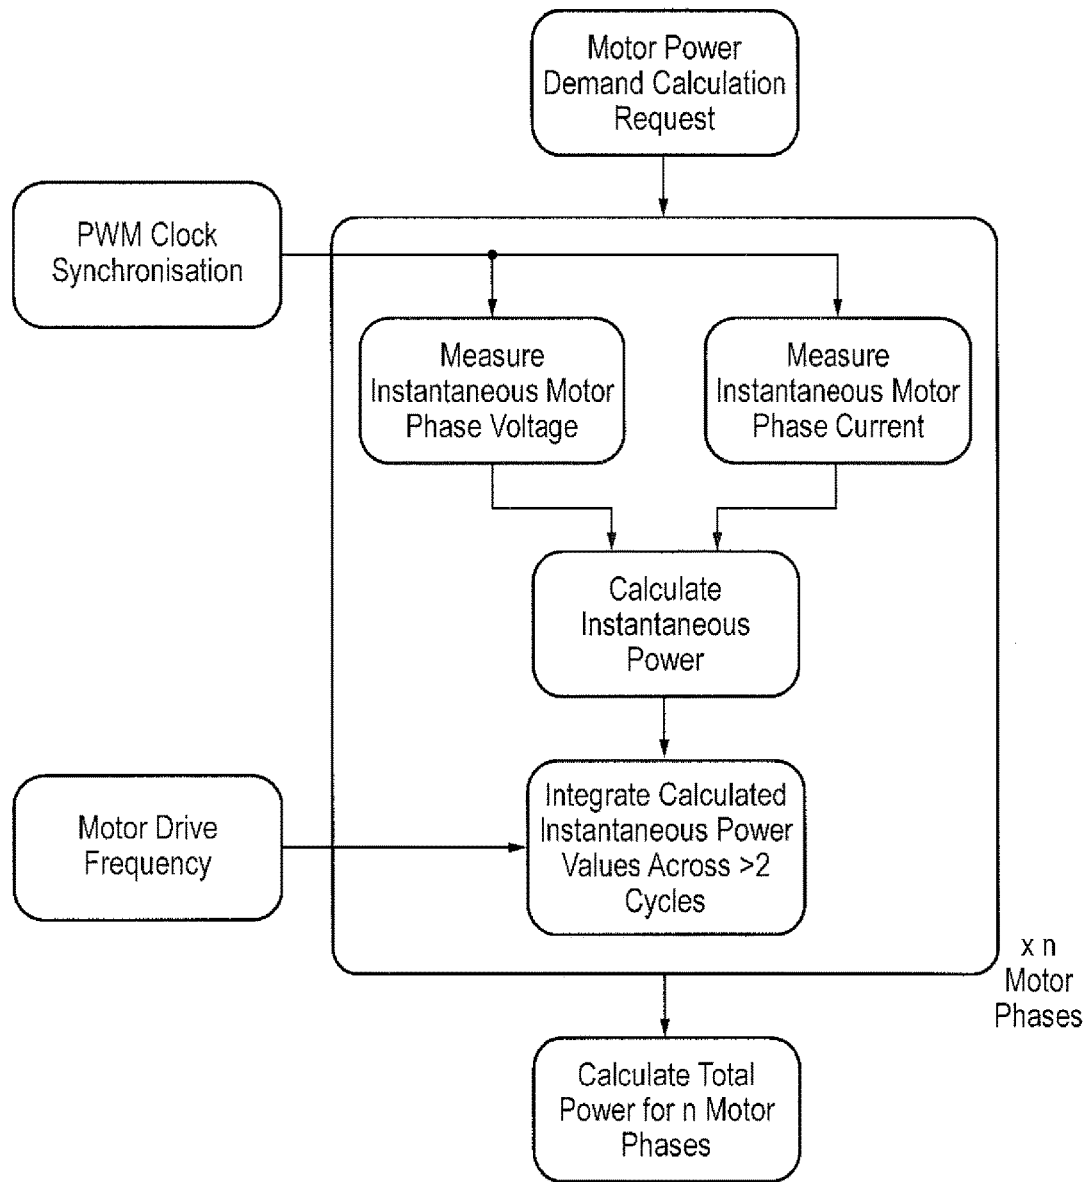 Motor Power
Demand Calculation
Request
PWM Clock
Synchronisation
Measure
Instantaneous Motor
Phase Voltage
Measure
Instantaneous Motor
Phase Current
Calculate
Instantaneous
Power
Motor Drive
Frequency
Integrate Calculated
Instantaneous Power
Values Across >2
Cycles
x n
Motor
Phases
Calculate Total
Power for n Motor
Phases